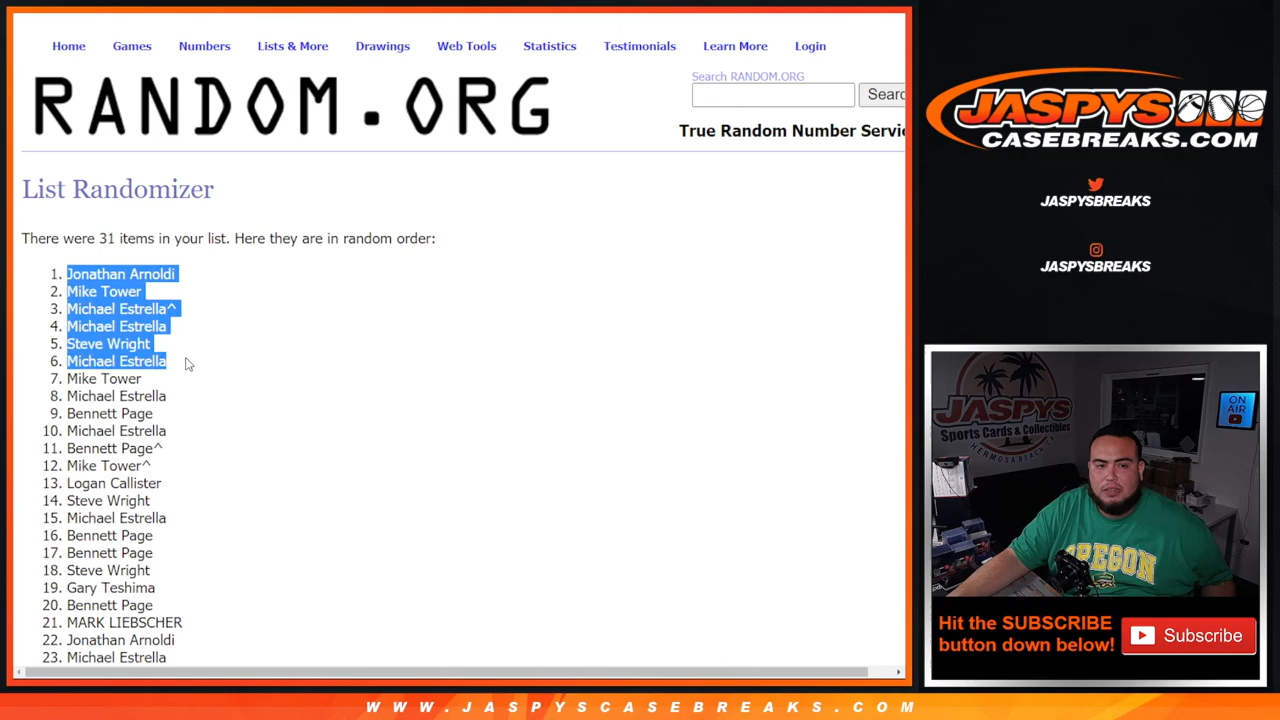 Home Games Numbers Lists & More Drawings Web Tools Statistics Testimonials Learn More Login
RANDOM.ORG
Search RANDOM.ORG
Searc
True Random Number Servic
List Randomizer
There were 31 items in your list. Here they are in random order:
1. Jonathan Arnoldi
2. Mike Tower
3. Michael Estrella^
4. Michael Estrella
5. Steve Wright
6. Michael Estrella
7. Mike Tower
8. Michael Estrella
9. Bennett Page
10. Michael Estrella
11. Bennett Page^
12. Mike Tower^
13. Logan Callister
14. Steve Wright
15. Michael Estrella
16. Bennett Page
17. Bennett Page
18. Steve Wright
19. Gary Teshima
20. Bennett Page
21. MARK LIEBSCHER
22. Jonathan Arnoldi
23. Michael Estrella
JASPYS
CASEBREAKS.COM
JASPYSBREAKS
JASPYSBREAKS
JASPYS
Sports Cards & Collectibles
HERMOSA BEACH, CA
ON AIR
OREGON
Hit the SUBSCRIBE
button down below!
Subscribe
WWW.JASPYSCASEBREAKS.COM